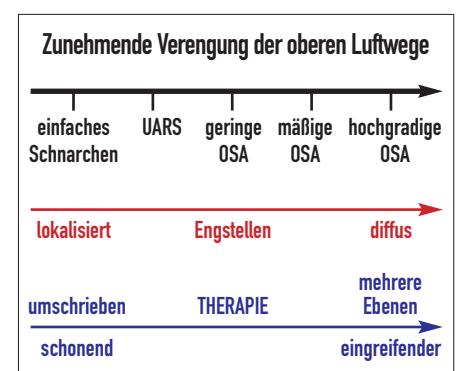 Zunehmende Verengung der oberen Luftwege
einfaches Schnarchen
UARS
geringe OSA
mäßige OSA
hochgradige OSA
lokalisiert Engstellen diffus
umschrieben THERAPIE mehrere Ebenen
schonend eingreifender